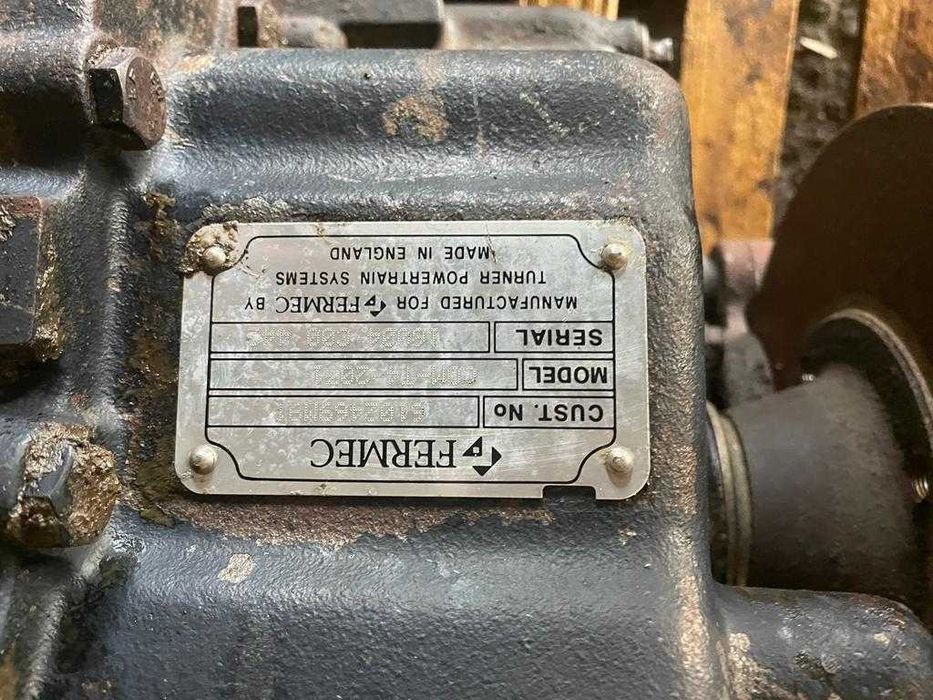 FERMEC
CUST. No
MODEL
SERIAL
MANUFACTURED FOR FERMEC BY
TURNER POWERTRAIN SYSTEMS
MADE IN ENGLAND